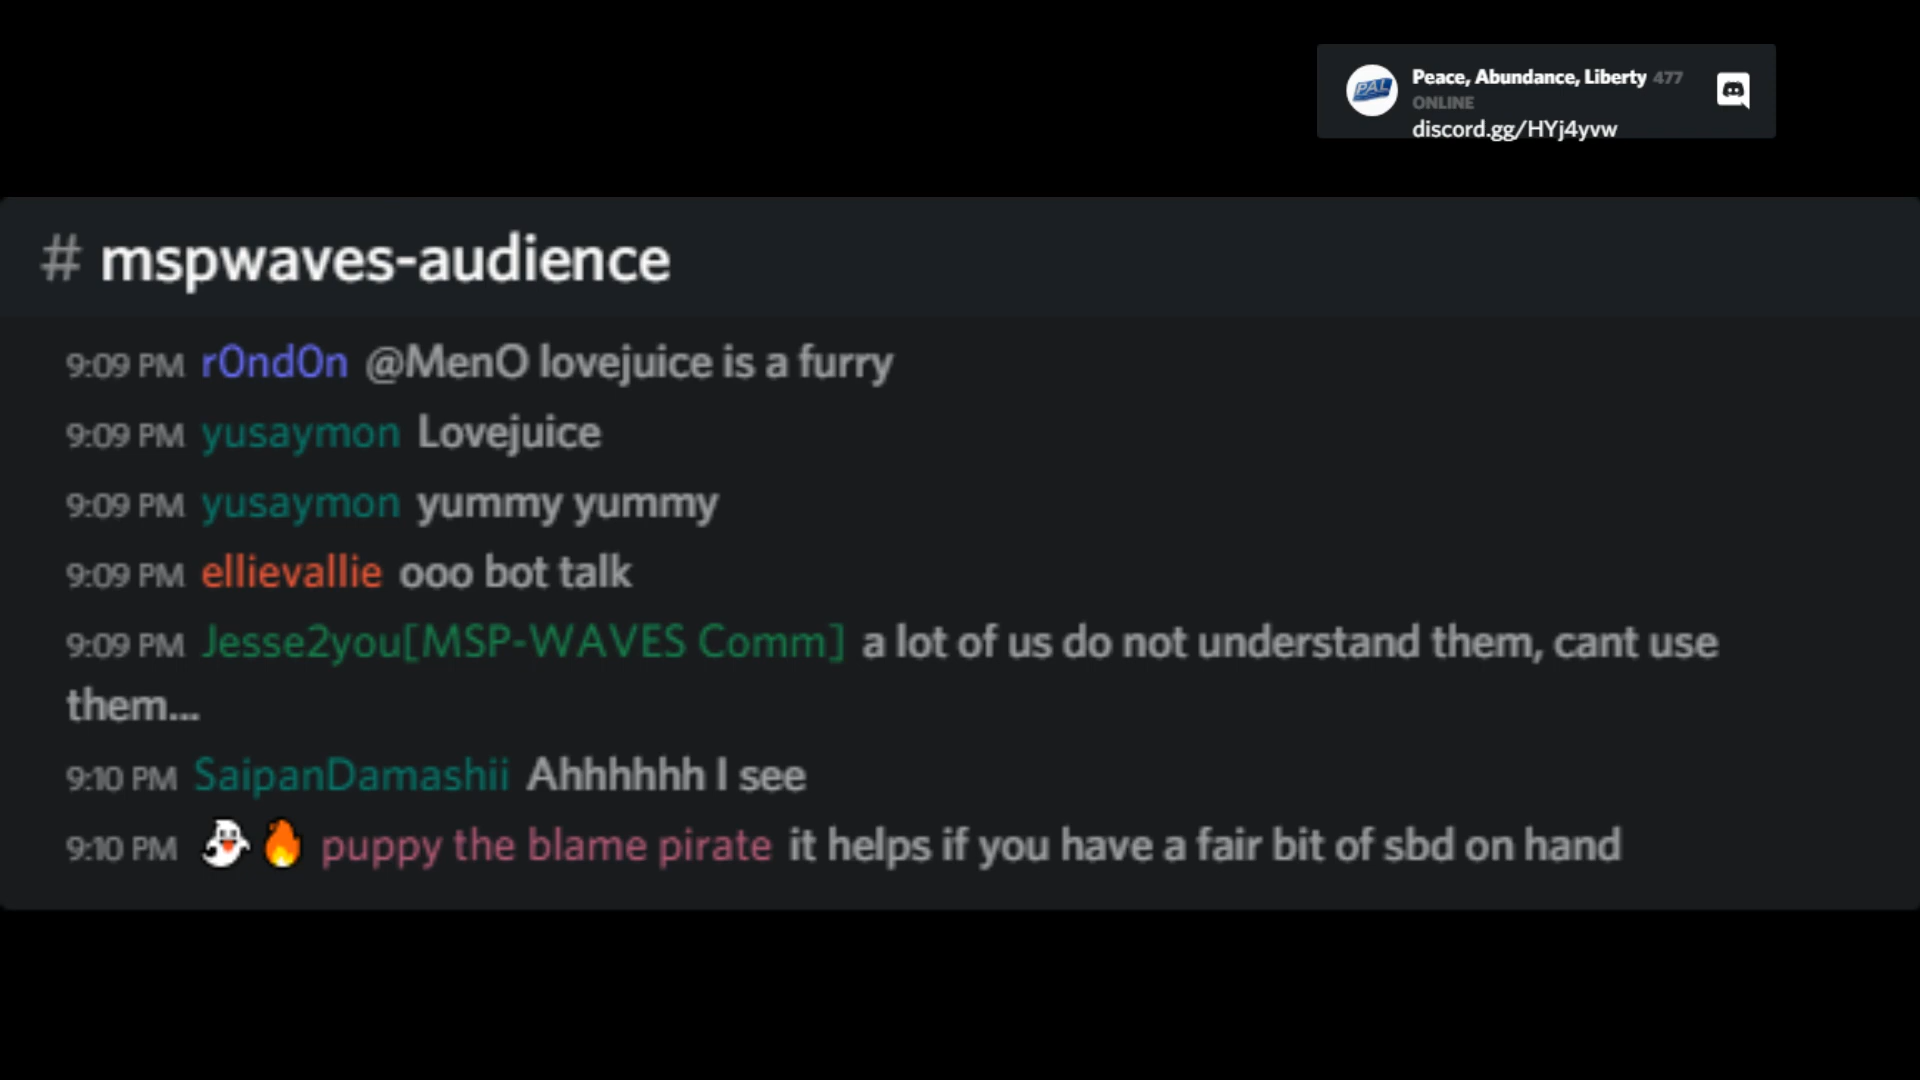 PAL Peace, Abundance, Liberty 477
ONLINE
discord.gg/HYj4yvw
# mspwaves-audience
9:09 PM r0nd0n @MenO lovejuice is a furry
9:09 PM yusaymon Lovejuice
9:09 PM yusaymon yummy yummy
9:09 PM ellievallie ooo bot talk
9:09 PM Jesse2you[MSP-WAVES Comm] a lot of us do not understand them, cant use
them...
9:10 PM SaipanDamashii Ahhhhhh I see
9:10 PM 👻🔥 puppy the blame pirate it helps if you have a fair bit of sbd on hand